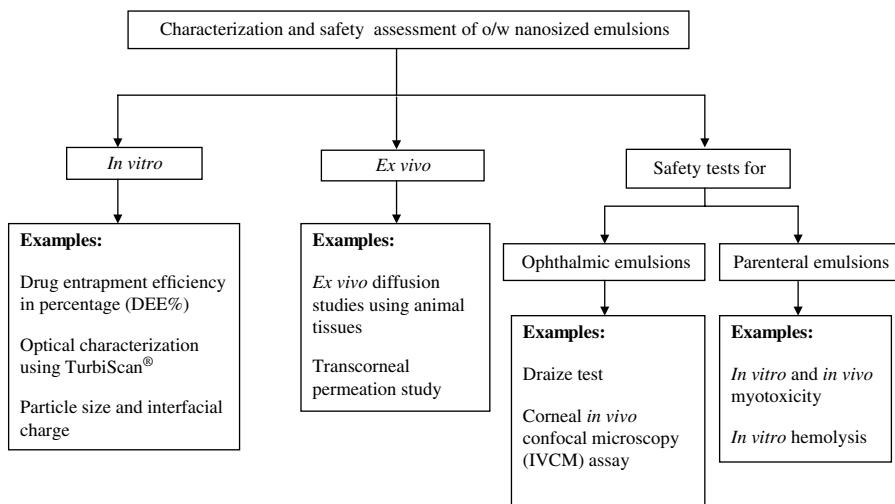 Characterization and safety assessment of o/w nanosized emulsions
In vitro
Ex vivo
Safety tests for
Examples:
Drug entrapment efficiency
in percentage (DEE%)
Optical characterization
using TurbiScan®
Particle size and interfacial
charge
Examples:
Ex vivo diffusion
studies using animal
tissues
Transcorneal
permeation study
Ophthalmic emulsions
Parenteral emulsions
Examples:
Draize test
Corneal in vivo
confocal microscopy
(IVCM) assay
Examples:
In vitro and in vivo
myotoxicity
In vitro hemolysis